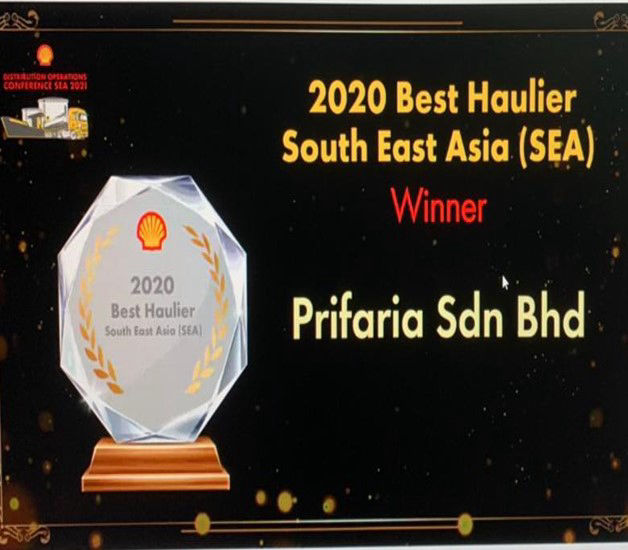 DISTRIBUTION OPERATIONS
CONFERENCE SEA 2021
2020 Best Haulier
South East Asia (SEA)
Winner
Prifaria Sdn Bhd
2020
Best Haulier
South East Asia (SEA)